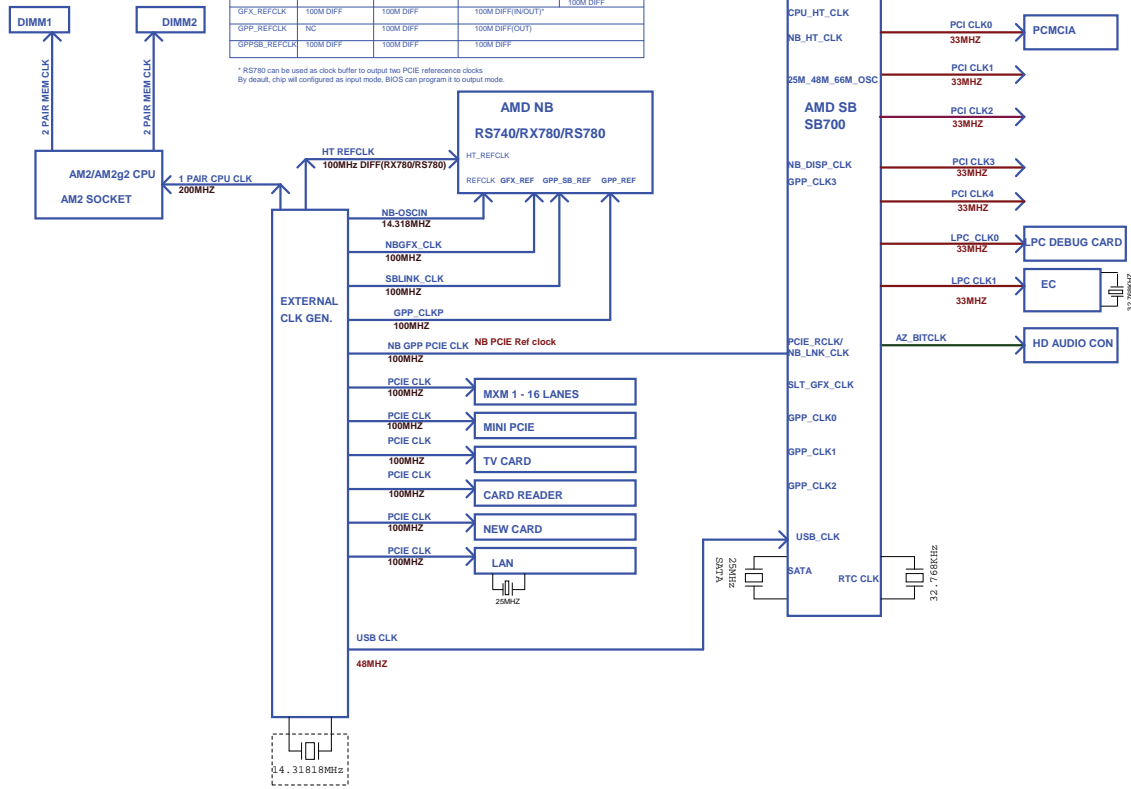 100M DIFF
GFX_REFCLK 100M DIFF 100M DIFF 100M DIFF(IN/OUT)*
GPP_REFCLK NC 100M DIFF 100M DIFF(OUT)
GPPSB_REFCLK 100M DIFF 100M DIFF 100M DIFF
* RS780 can be used as clock buffer to output two PCIE referecence clocks
By deault, chip will configured as input mode, BIOS can program it to output mode.
DIMM1
DIMM2
2 PAIR MEM CLK
2 PAIR MEM CLK
AM2/AM2g2 CPU
AM2 SOCKET
1 PAIR CPU CLK
200MHZ
HT REFCLK
100MHz DIFF(RX780/RS780)
AMD NB
RS740/RX780/RS780
HT_REFCLK
REFCLK GFX_REF GPP_SB_REF GPP_REF
EXTERNAL
CLK GEN.
NB-OSCIN
14.318MHZ
NBGFX_CLK
100MHZ
SBLINK_CLK
100MHZ
GPP_CLKP
100MHZ
NB GPP PCIE CLK NB PCIE Ref clock
100MHZ
PCIE CLK
100MHZ
MXM 1 - 16 LANES
PCIE CLK
100MHZ
MINI PCIE
PCIE CLK
100MHZ
TV CARD
PCIE CLK
100MHZ
CARD READER
PCIE CLK
100MHZ
NEW CARD
PCIE CLK
100MHZ
LAN
25MHZ
USB CLK
48MHZ
14.31818MHz
CPU_HT_CLK
NB_HT_CLK
25M_48M_66M_OSC
AMD SB
SB700
NB_DISP_CLK
GPP_CLK3
PCIE_RCLK/
NB_LNK_CLK
SLT_GFX_CLK
GPP_CLK0
GPP_CLK1
GPP_CLK2
USB_CLK
SATA
RTC CLK
25MHz
SATA
32.768KHz
PCI CLK0
33MHZ
PCMCIA
PCI CLK1
33MHZ
PCI CLK2
33MHZ
PCI CLK3
33MHZ
PCI CLK4
33MHZ
LPC_CLK0
33MHZ
LPC DEBUG CARD
LPC CLK1
33MHZ
EC
32.768KHZ
AZ_BITCLK
HD AUDIO CON